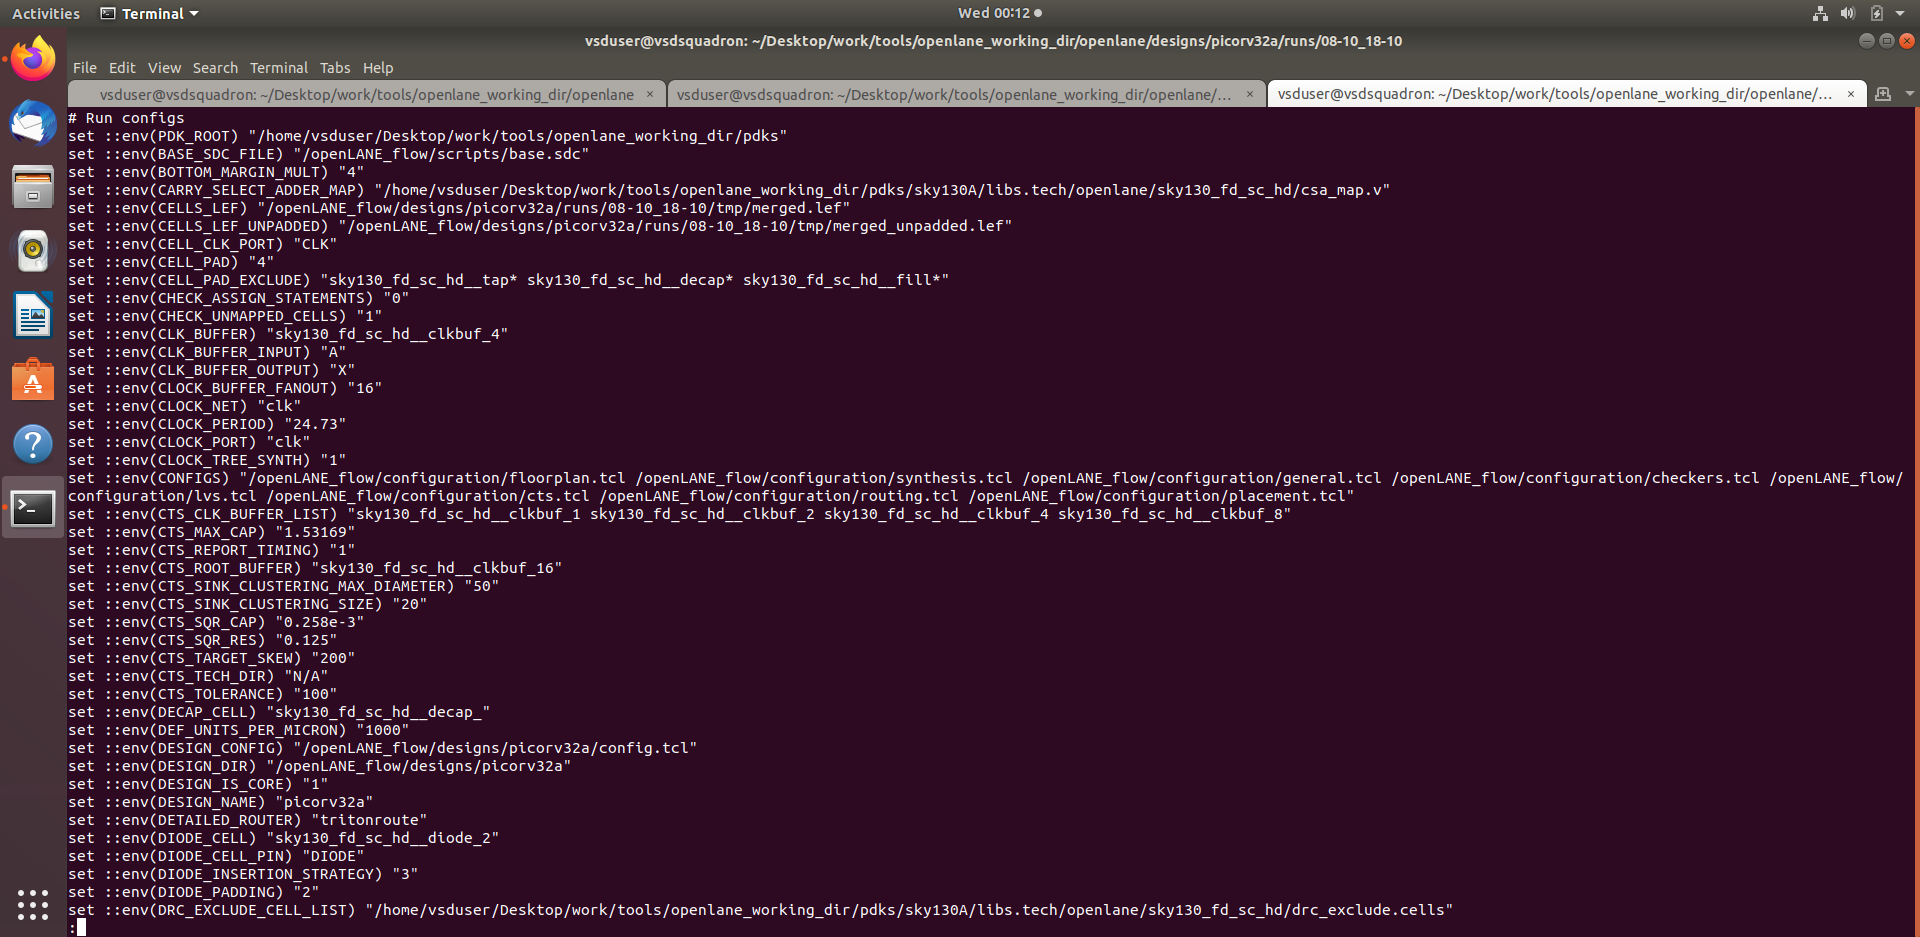 Activities
Terminal
Wed 00:12
vsduser@vsdsquadron: ~/Desktop/work/tools/openlane_working_dir/openlane/designs/picorv32a/runs/08-10_18-10
File Edit View Search Terminal Tabs Help
vsduser@vsdsquadron: ~/Desktop/work/tools/openlane_working_dir/openlane ×
vsduser@vsdsquadron: ~/Desktop/work/tools/openlane_working_dir/openlane/... ×
vsduser@vsdsquadron: ~/Desktop/work/tools/openlane_working_dir/openlane/... ×
# Run configs
set ::env(PDK_ROOT) "/home/vsduser/Desktop/work/tools/openlane_working_dir/pdks"
set ::env(BASE_SDC_FILE) "/openLANE_flow/scripts/base.sdc"
set ::env(BOTTOM_MARGIN_MULT) "4"
set ::env(CARRY_SELECT_ADDER_MAP) "/home/vsduser/Desktop/work/tools/openlane_working_dir/pdks/sky130A/libs.tech/openlane/sky130_fd_sc_hd/csa_map.v"
set ::env(CELLS_LEF) "/openLANE_flow/designs/picorv32a/runs/08-10_18-10/tmp/merged.lef"
set ::env(CELLS_LEF_UNPADDED) "/openLANE_flow/designs/picorv32a/runs/08-10_18-10/tmp/merged_unpadded.lef"
set ::env(CELL_CLK_PORT) "CLK"
set ::env(CELL_PAD) "4"
set ::env(CELL_PAD_EXCLUDE) "sky130_fd_sc_hd__tap* sky130_fd_sc_hd__decap* sky130_fd_sc_hd__fill*"
set ::env(CHECK_ASSIGN_STATEMENTS) "0"
set ::env(CHECK_UNMAPPED_CELLS) "1"
set ::env(CLK_BUFFER) "sky130_fd_sc_hd__clkbuf_4"
set ::env(CLK_BUFFER_INPUT) "A"
set ::env(CLK_BUFFER_OUTPUT) "X"
set ::env(CLOCK_BUFFER_FANOUT) "16"
set ::env(CLOCK_NET) "clk"
set ::env(CLOCK_PERIOD) "24.73"
set ::env(CLOCK_PORT) "clk"
set ::env(CLOCK_TREE_SYNTH) "1"
set ::env(CONFIGS) "/openLANE_flow/configuration/floorplan.tcl /openLANE_flow/configuration/synthesis.tcl /openLANE_flow/configuration/general.tcl /openLANE_flow/configuration/checkers.tcl /openLANE_flow/
configuration/lvs.tcl /openLANE_flow/configuration/cts.tcl /openLANE_flow/configuration/routing.tcl /openLANE_flow/configuration/placement.tcl"
set ::env(CTS_CLK_BUFFER_LIST) "sky130_fd_sc_hd__clkbuf_1 sky130_fd_sc_hd__clkbuf_2 sky130_fd_sc_hd__clkbuf_4 sky130_fd_sc_hd__clkbuf_8"
set ::env(CTS_MAX_CAP) "1.53169"
set ::env(CTS_REPORT_TIMING) "1"
set ::env(CTS_ROOT_BUFFER) "sky130_fd_sc_hd__clkbuf_16"
set ::env(CTS_SINK_CLUSTERING_MAX_DIAMETER) "50"
set ::env(CTS_SINK_CLUSTERING_SIZE) "20"
set ::env(CTS_SQR_CAP) "0.258e-3"
set ::env(CTS_SQR_RES) "0.125"
set ::env(CTS_TARGET_SKEW) "200"
set ::env(CTS_TECH_DIR) "N/A"
set ::env(CTS_TOLERANCE) "100"
set ::env(DECAP_CELL) "sky130_fd_sc_hd__decap_"
set ::env(DEF_UNITS_PER_MICRON) "1000"
set ::env(DESIGN_CONFIG) "/openLANE_flow/designs/picorv32a/config.tcl"
set ::env(DESIGN_DIR) "/openLANE_flow/designs/picorv32a"
set ::env(DESIGN_IS_CORE) "1"
set ::env(DESIGN_NAME) "picorv32a"
set ::env(DETAILED_ROUTER) "tritonroute"
set ::env(DIODE_CELL) "sky130_fd_sc_hd__diode_2"
set ::env(DIODE_CELL_PIN) "DIODE"
set ::env(DIODE_INSERTION_STRATEGY) "3"
set ::env(DIODE_PADDING) "2"
set ::env(DRC_EXCLUDE_CELL_LIST) "/home/vsduser/Desktop/work/tools/openlane_working_dir/pdks/sky130A/libs.tech/openlane/sky130_fd_sc_hd/drc_exclude.cells"
: